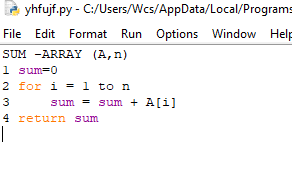 yhfujf.py - C:/Users/Wcs/AppData/Local/Programs
File Edit Format Run Options Window Help
SUM -ARRAY (A,n)
1 sum=0
2 for i = 1 to n
3     sum = sum + A[i]
4 return sum